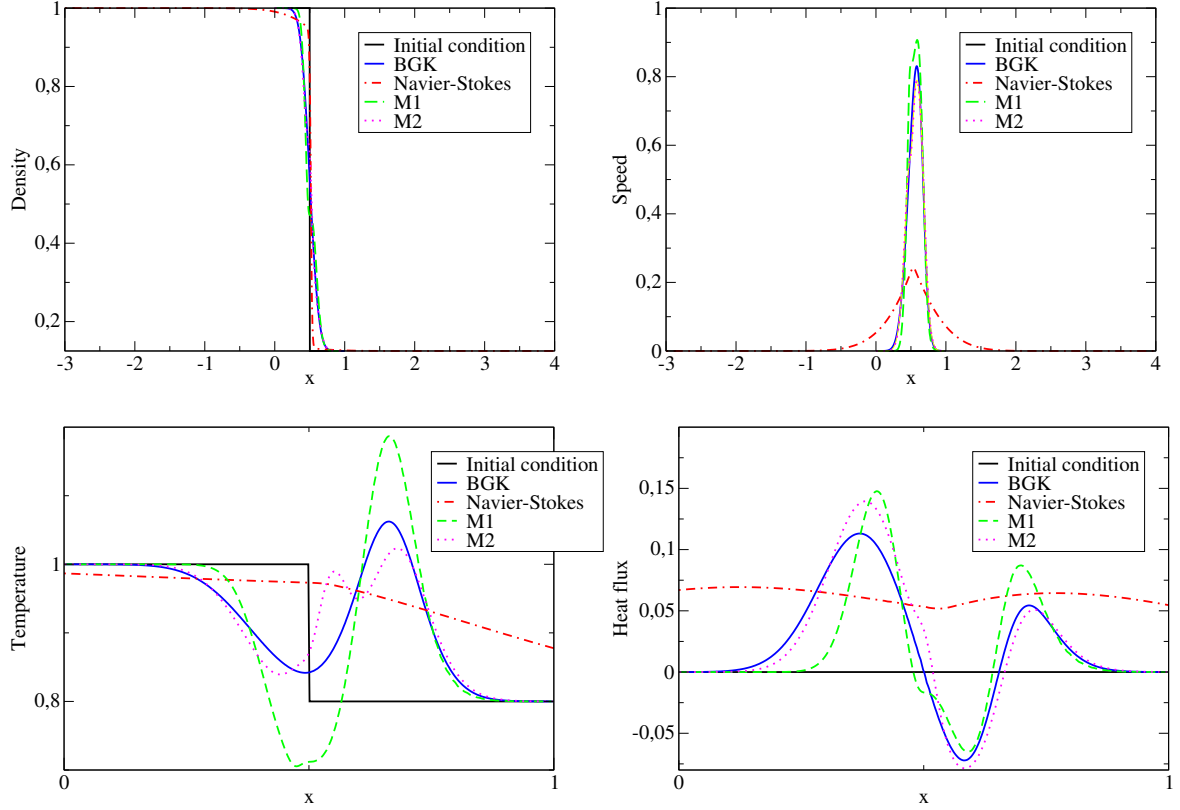 1
0,8
0,6
0,4
0,2
Density
-3
-2
-1
0
1
2
3
4
x
Initial condition
BGK
Navier-Stokes
M1
M2
1
0,8
0,6
0,4
0,2
0
Speed
-3
-2
-1
0
1
2
3
4
x
Initial condition
BGK
Navier-Stokes
M1
M2
1
0,8
Temperature
0
1
x
Initial condition
BGK
Navier-Stokes
M1
M2
0,15
0,1
0,05
0
-0,05
Heat flux
0
1
x
Initial condition
BGK
Navier-Stokes
M1
M2